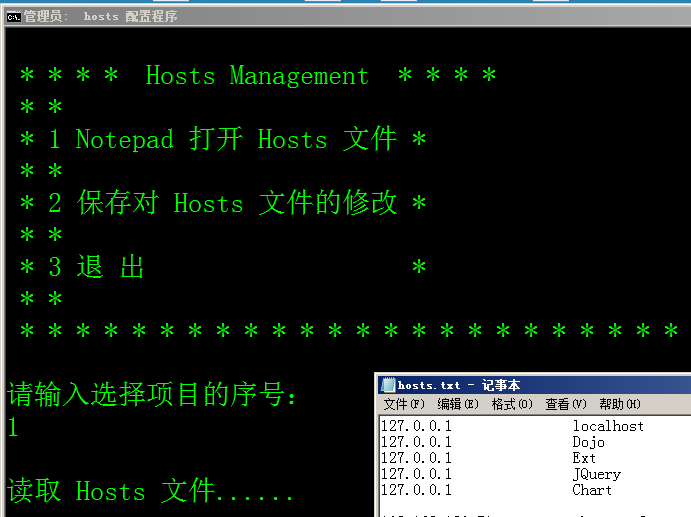 管理员: hosts 配置程序
* * * * Hosts Management * * * *
* *
* 1 Notepad 打开 Hosts 文件 *
* *
* 2 保存对 Hosts 文件的修改 *
* *
* 3 退 出 *
* *
* * * * * * * * * * * * * * * * * * * * * * * *
请输入选择项目的序号:
1
读取 Hosts 文件......
hosts.txt - 记事本
文件(F) 编辑(E) 格式(O) 查看(V) 帮助(H)
127.0.0.1 localhost
127.0.0.1 Dojo
127.0.0.1 Ext
127.0.0.1 JQuery
127.0.0.1 Chart